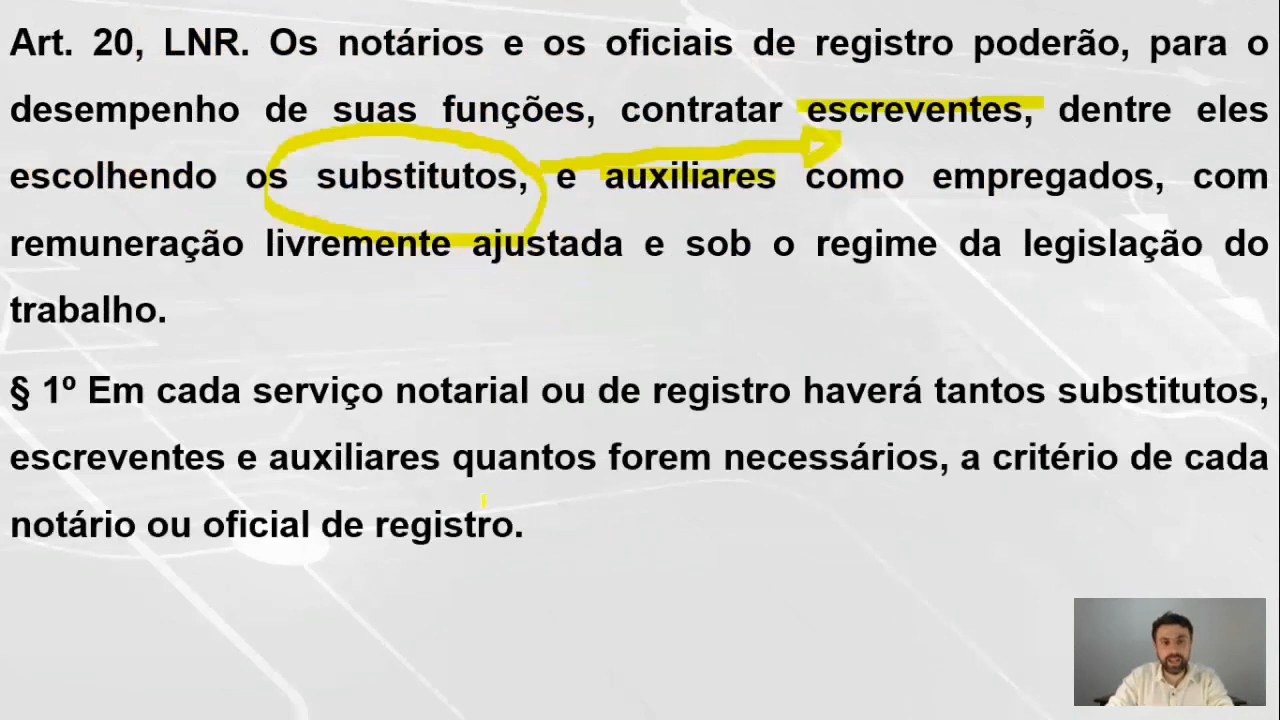 Art. 20, LNR. Os notários e os oficiais de registro poderão, para o
desempenho de suas funções, contratar escreventes, dentre eles
escolhendo os substitutos, e auxiliares como empregados, com
remuneração livremente ajustada e sob o regime da legislação do
trabalho.
§ 1º Em cada serviço notarial ou de registro haverá tantos substitutos,
escreventes e auxiliares quantos forem necessários, a critério de cada
notário ou oficial de registro.